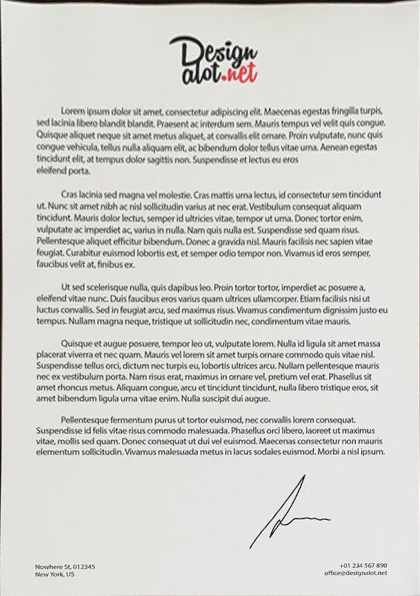 Design
alot.net
Lorem ipsum dolor sit amet, consectetur adipiscing elit. Maecenas egestas fringilla turpis,
sed lacinia libero blandit blandit. Praesent ac interdum sem. Mauris tempus vel velit quis congue.
Quisque aliquet neque sit amet metus aliquet, at convallis elit ornare. Proin vulputate, nunc quis
congue vehicula, tellus nulla aliquam elit, ac bibendum dolor tellus vitae urna. Aenean egestas
tincidunt elit, at tempus dolor sagittis non. Suspendisse et lectus eu eros
eleifend porta.
Cras lacinia sed magna vel molestie. Cras mattis urna lectus, id consectetur sem tincidunt
ut. Nunc sit amet nibh ac nisl sollicitudin varius at nec erat. Vestibulum consequat aliquam
tincidunt. Mauris dolor lectus, semper id ultricies vitae, tempor ut urna. Donec tortor enim,
vulputate ac imperdiet ac, varius in nulla. Nam quis nulla est. Suspendisse sed quam risus.
Pellentesque aliquet efficitur bibendum. Donec a gravida nisl. Mauris facilisis nec sapien vitae
feugiat. Curabitur euismod lobortis est, et semper odio tempor non. Vivamus id eros semper,
faucibus velit at, finibus ex.
Ut sed scelerisque nulla, quis dapibus leo. Proin tortor tortor, imperdiet ac posuere a,
eleifend vitae nunc. Duis faucibus eros varius quam ultrices ullamcorper. Etiam facilisis nisi ut
luctus convallis. Sed in feugiat arcu, sed maximus risus. Vivamus condimentum dignissim justo eu
tempus. Nullam magna neque, tristique ut sollicitudin nec, condimentum vitae mauris.
Quisque et augue posuere, tempor leo ut, vulputate lorem. Nulla id ligula sit amet massa
placerat viverra et nec quam. Mauris vel lorem sit amet turpis ornare commodo quis vitae nisl.
Suspendisse tellus orci, dictum nec turpis eu, lobortis ultrices arcu. Nullam pellentesque mauris
nec ex vestibulum porta. Nam risus erat, maximus in ornare vel, pretium vel erat. Phasellus sit
amet rhoncus metus. Aliquam congue, arcu et tincidunt tincidunt, nulla libero tristique eros, sit
amet bibendum ligula urna vitae enim. Nulla suscipit dui augue.
Pellentesque fermentum purus ut tortor euismod, nec convallis lorem consequat.
Suspendisse id felis vitae risus commodo malesuada. Phasellus orci libero, laoreet ut maximus
vitae, mollis sed quam. Donec consequat ut dui vel euismod. Maecenas consectetur non mauris
elementum sollicitudin. Vivamus malesuada metus in lacus sodales euismod. Morbi a nisl ipsum.
Nowhere St, 012345
New York, US
+01 234 567 890
office@designalot.net